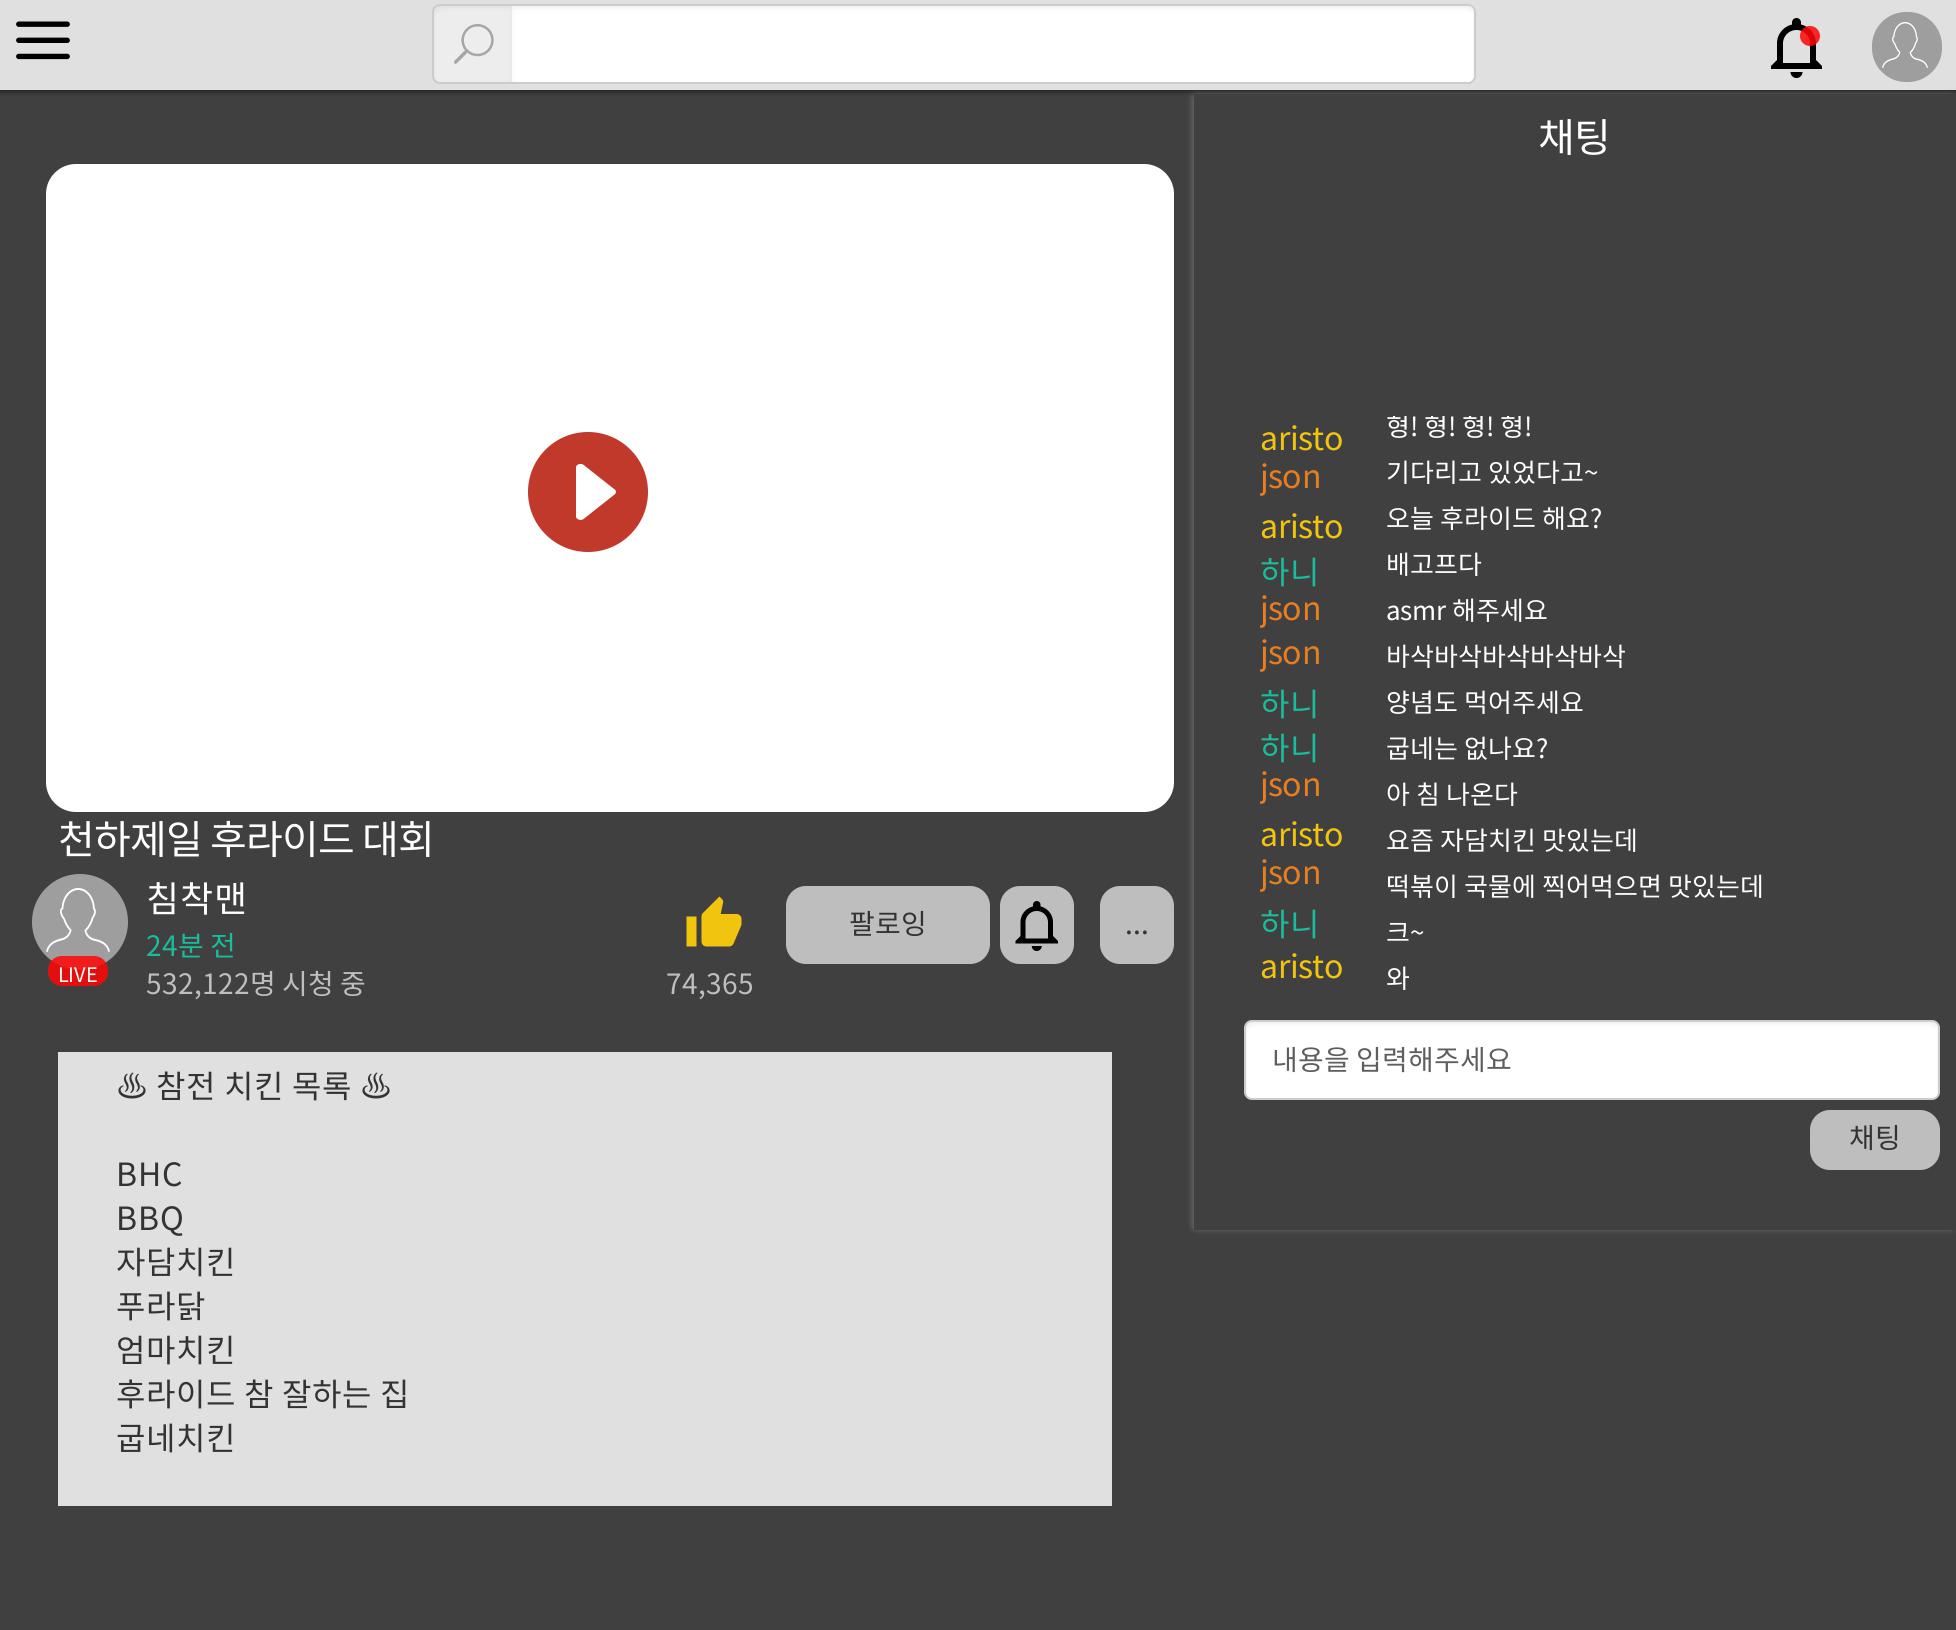 채팅
aristo 형! 형! 형! 형!
json 기다리고 있었다고~
aristo 오늘 후라이드 해요?
하니 배고프다
json asmr 해주세요
json 바삭바삭바삭바삭바삭
하니 양념도 먹어주세요
하니 굽네는 없나요?
json 아 침 나온다
aristo 요즘 자담치킨 맛있는데
json 떡볶이 국물에 찍어먹으면 맛있는데
하니 크~
aristo 와
내용을 입력해주세요
채팅
천하제일 후라이드 대회
침착맨
24분 전
LIVE
532,122명 시청 중
74,365
팔로잉
...
♨ 참전 치킨 목록 ♨
BHC
BBQ
자담치킨
푸라닭
엄마치킨
후라이드 참 잘하는 집
굽네치킨